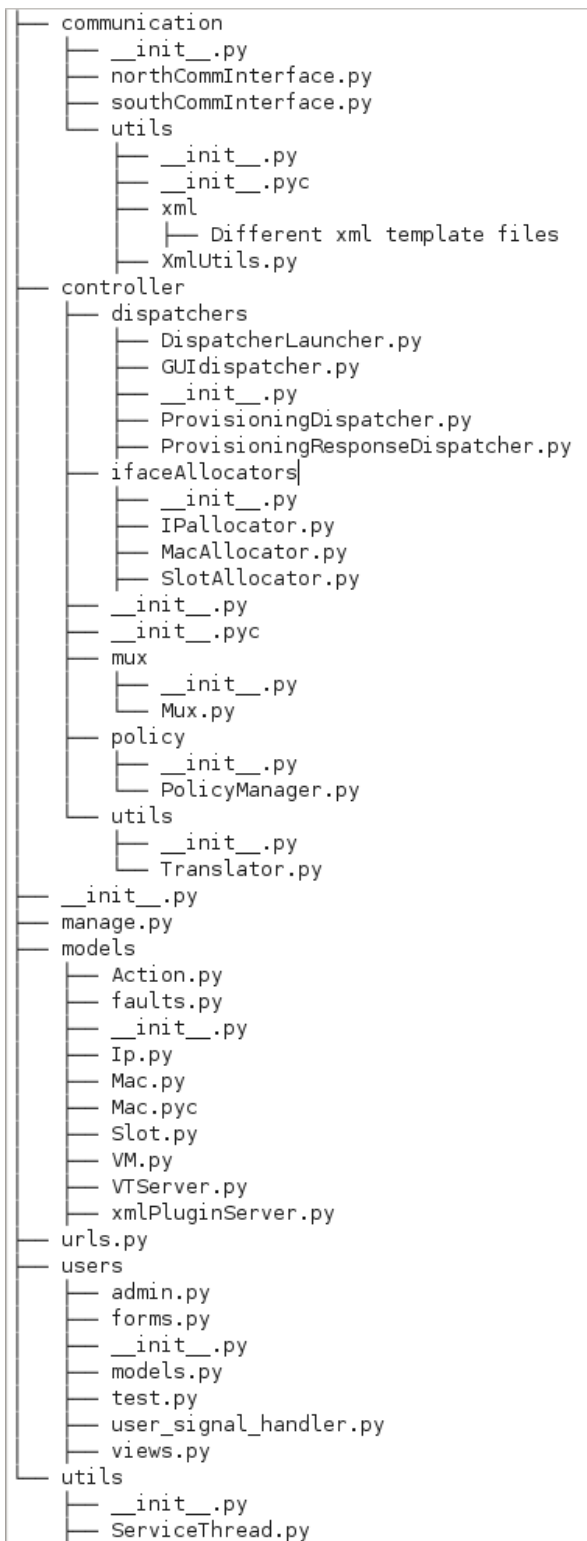 ├── communication
│   ├── __init__.py
│   ├── northCommInterface.py
│   ├── southCommInterface.py
│   └── utils
│       ├── __init__.py
│       ├── __init__.pyc
│       ├── xml
│       │   ├── Different xml template files
│       ├── XmlUtils.py
├── controller
│   ├── dispatchers
│   │   ├── DispatcherLauncher.py
│   │   ├── GUIdispatcher.py
│   │   ├── __init__.py
│   │   ├── ProvisioningDispatcher.py
│   │   ├── ProvisioningResponseDispatcher.py
│   ├── ifaceAllocators
│   │   ├── __init__.py
│   │   ├── IPallocator.py
│   │   ├── MacAllocator.py
│   │   ├── SlotAllocator.py
│   ├── __init__.py
│   ├── __init__.pyc
│   ├── mux
│   │   ├── __init__.py
│   │   └── Mux.py
│   ├── policy
│   │   ├── __init__.py
│   │   └── PolicyManager.py
│   └── utils
│       ├── __init__.py
│       └── Translator.py
├── __init__.py
├── manage.py
├── models
│   ├── Action.py
│   ├── faults.py
│   ├── __init__.py
│   ├── Ip.py
│   ├── Mac.py
│   ├── Mac.pyc
│   ├── Slot.py
│   ├── VM.py
│   ├── VTServer.py
│   ├── xmlPluginServer.py
├── urls.py
├── users
│   ├── admin.py
│   ├── forms.py
│   ├── __init__.py
│   ├── models.py
│   ├── test.py
│   ├── user_signal_handler.py
│   ├── views.py
└── utils
    ├── __init__.py
    ├── ServiceThread.py